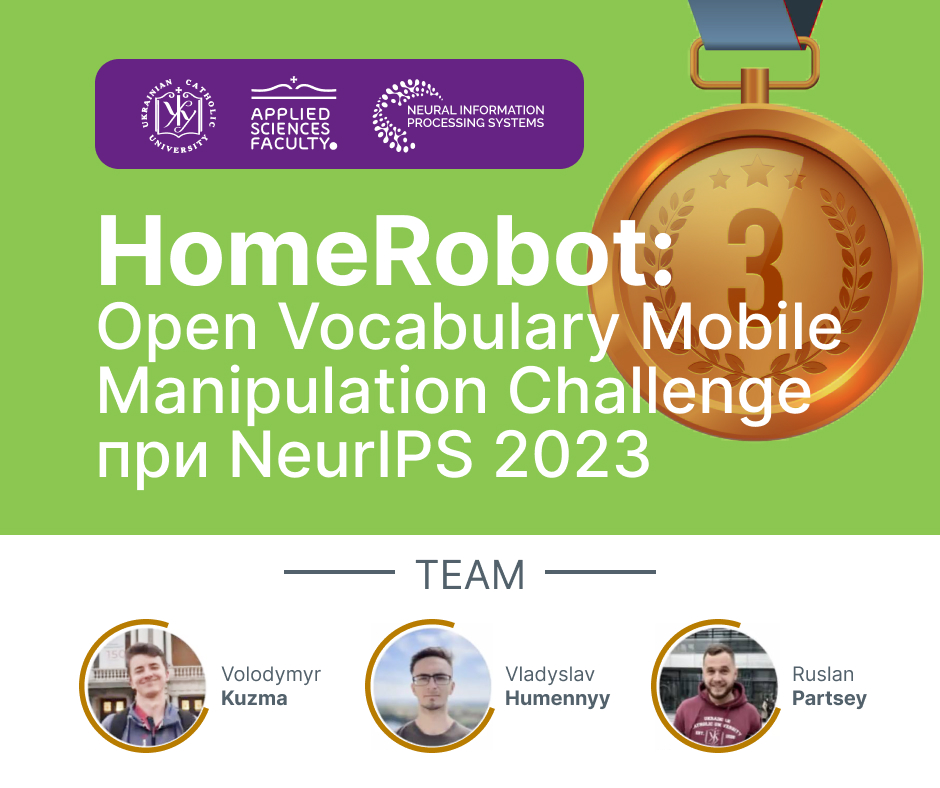 UKRAINIAN CATHOLIC UNIVERSITY
APPLIED
SCIENCES
FACULTY
NEURAL INFORMATION
PROCESSING SYSTEMS
3
HomeRobot:
Open Vocabulary Mobile
Manipulation Challenge
при NeurIPS 2023
TEAM
Volodymyr
Kuzma
Vladyslav
Humennyy
Ruslan
Partsey